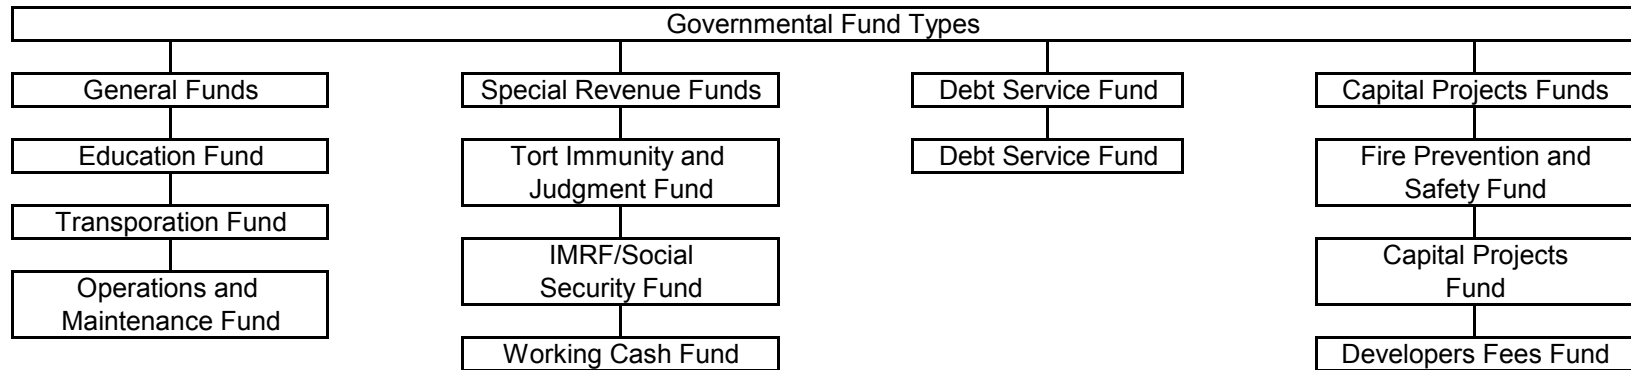 Governmental Fund Types
General Funds
Special Revenue Funds
Debt Service Fund
Capital Projects Funds
Education Fund
Tort Immunity and
Judgment Fund
Debt Service Fund
Fire Prevention and
Safety Fund
Transporation Fund
IMRF/Social
Security Fund
Capital Projects
Fund
Operations and
Maintenance Fund
Working Cash Fund
Developers Fees Fund